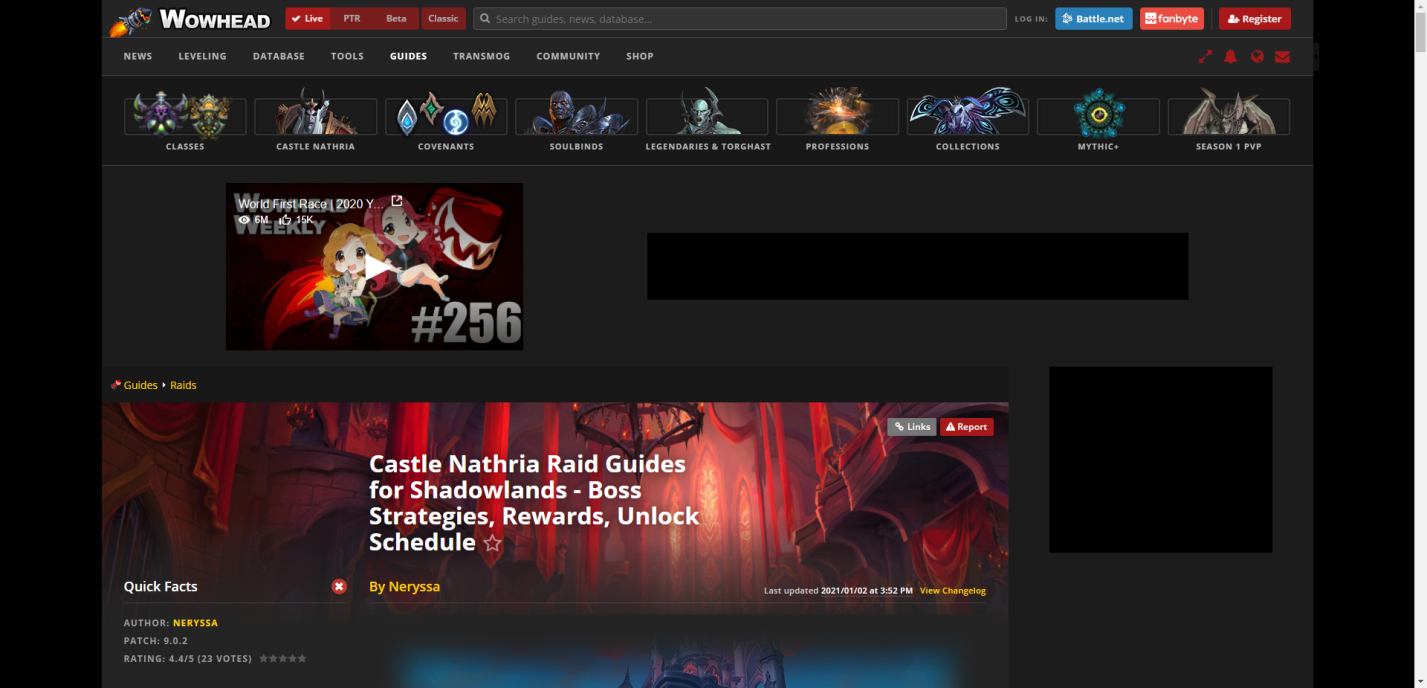 WOWHEAD
Live PTR Beta Classic
Search guides, news, database...
LOG IN: Battle.net fanbyte Register
NEWS LEVELING DATABASE TOOLS GUIDES TRANSMOG COMMUNITY SHOP
CLASSES CASTLE NATHRIA COVENANTS SOULBINDS LEGENDARIES & TORGHAST PROFESSIONS COLLECTIONS MYTHIC+ SEASON 1 PVP
World First Race | 2020 Y...
6M 15K
WOWHEAD
WEEKLY
#256
Guides Raids
Links Report
Castle Nathria Raid Guides
for Shadowlands - Boss
Strategies, Rewards, Unlock
Schedule
Quick Facts
By Neryssa
Last updated 2021/01/02 at 3:52 PM View Changelog
AUTHOR: NERYSSA
PATCH: 9.0.2
RATING: 4.4/5 (23 VOTES)